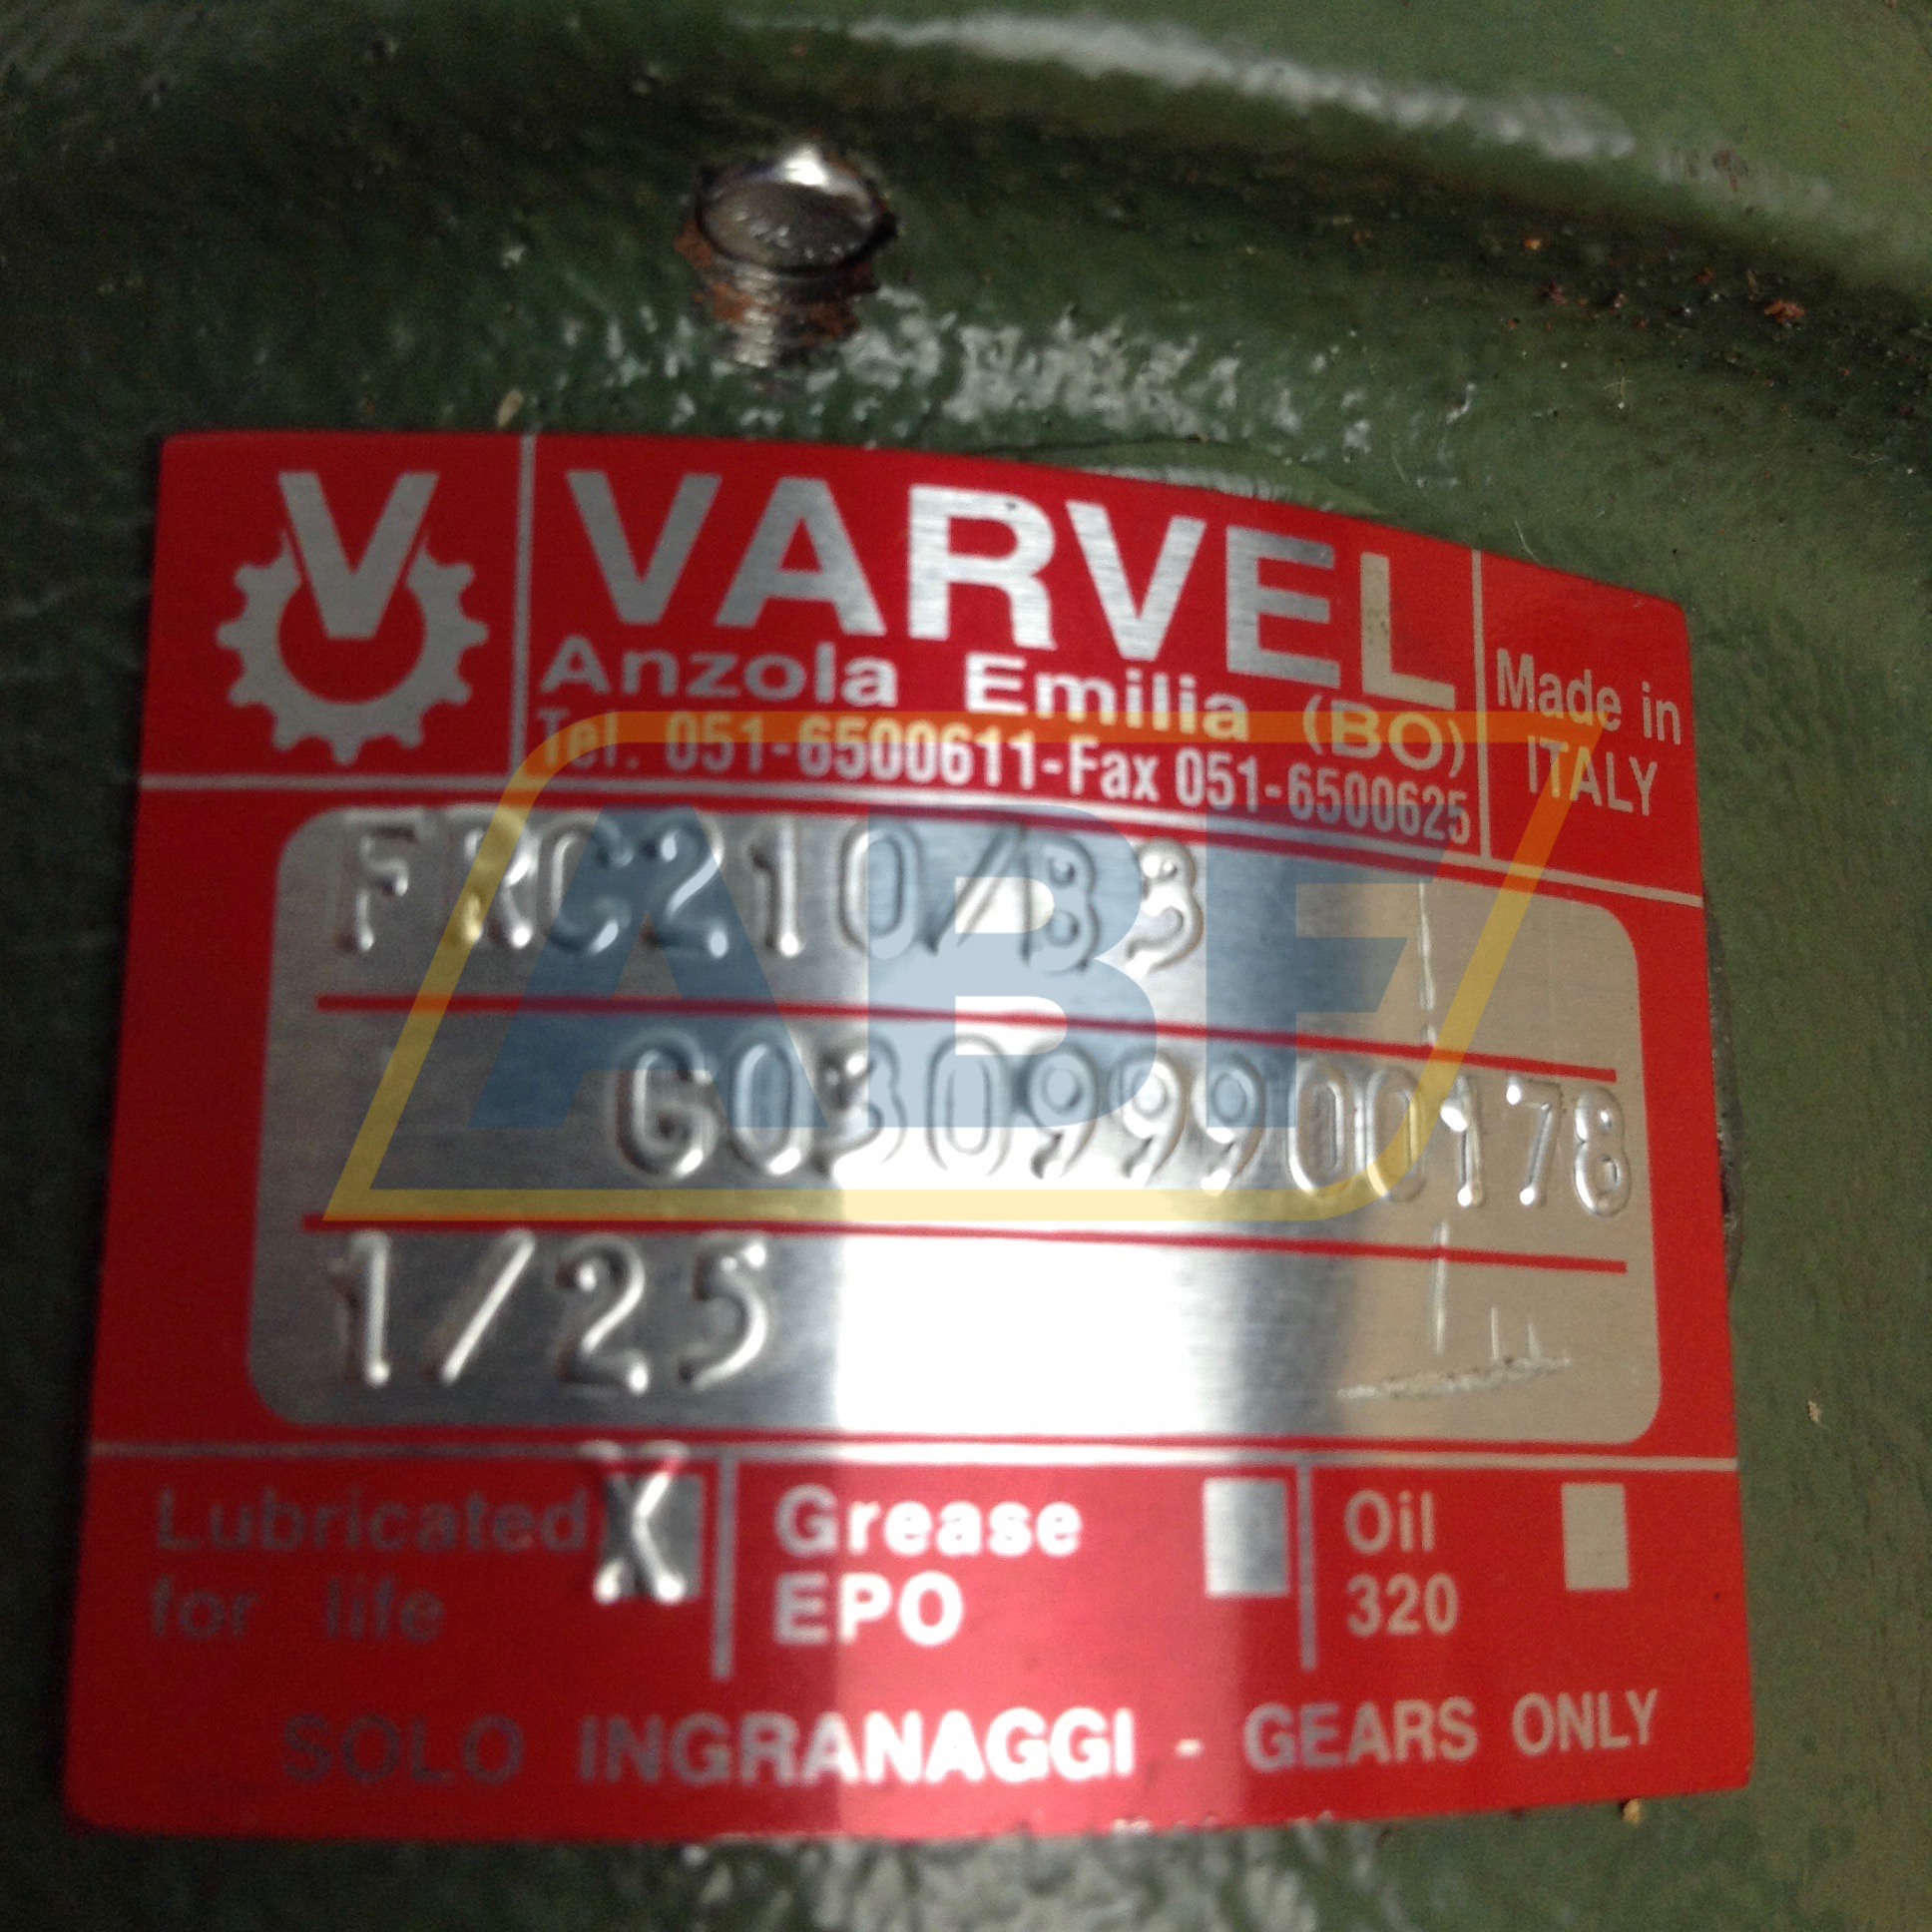 V VARVEL
Anzola Emilia (BO)
Tel. 051-6500611-Fax 051-6500625
Made in
ITALY
FRC210/B3
G03099900178
1/25
ABF
Lubricated X
for life
Grease
EPO
Oil
320
SOLO INGRANAGGI - GEARS ONLY